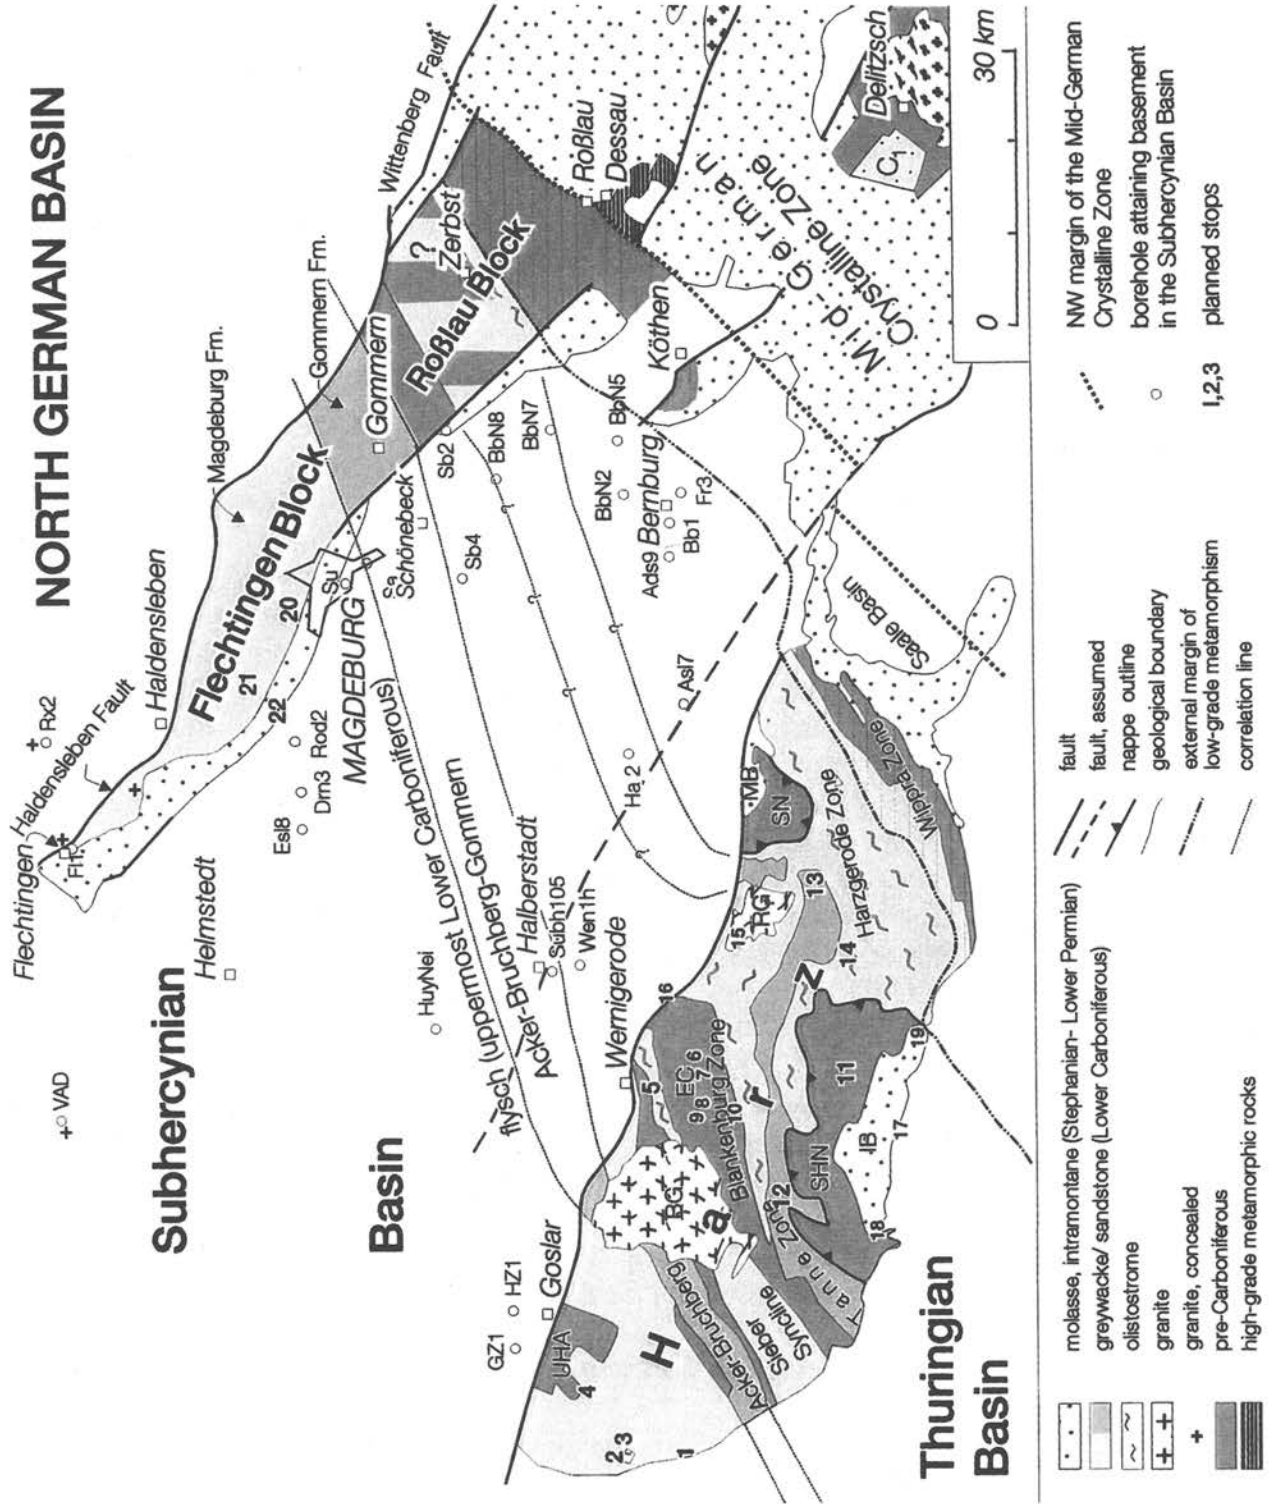 NORTH GERMAN BASIN
Subhercynian
Basin
Thuringian
Basin
VAD
Rx2
Flechtingen
Haldensleben Fault
Fl1
Haldensleben
Helmstedt
Esl8
Drn3
Rod2
22
21
20
Flechtingen Block
Magdeburg Fm.
Gommern Fm.
Wittenberg Fault
MAGDEBURG
Su
Schönebeck
Gommern
Roßlau Block
?
Zerbst
Roßlau
Dessau
HuyNei
flysch (uppermost Lower Carboniferous)
Acker-Bruchberg-Gommern
Halberstadt
Subh105
Wen1h
Wernigerode
Sb2
Sb4
BbN8
BbN7
BbN5
BbN2
Ads9
Bernburg
Bb1
Fr3
Köthen
Asl7
Ha 2
?
?
?
?
?
Mid-German
Crystalline Zone
Delitzsch
C1
0
30 km
Saale Basin
GZ1
HZ1
Goslar
UHA
4
2
3
1
H
a
r
z
BG
Acker-Bruchberg
Sieber
Syncline
Tanne Zone
Blankenburg Zone
EC
5
6
7
8
9
10
16
15
RG
13
14
12
SHN
11
IB
17
18
19
MB
SN
Harzgerode Zone
Wippra Zone
molasse, intramontane (Stephanian- Lower Permian)
greywacke/ sandstone (Lower Carboniferous)
olistostrome
granite
granite, concealed
pre-Carboniferous
high-grade metamorphic rocks
fault
fault, assumed
nappe outline
geological boundary
external margin of
low-grade metamorphism
correlation line
NW margin of the Mid-German
Crystalline Zone
borehole attaining basement
in the Subhercynian Basin
1,2,3
planned stops